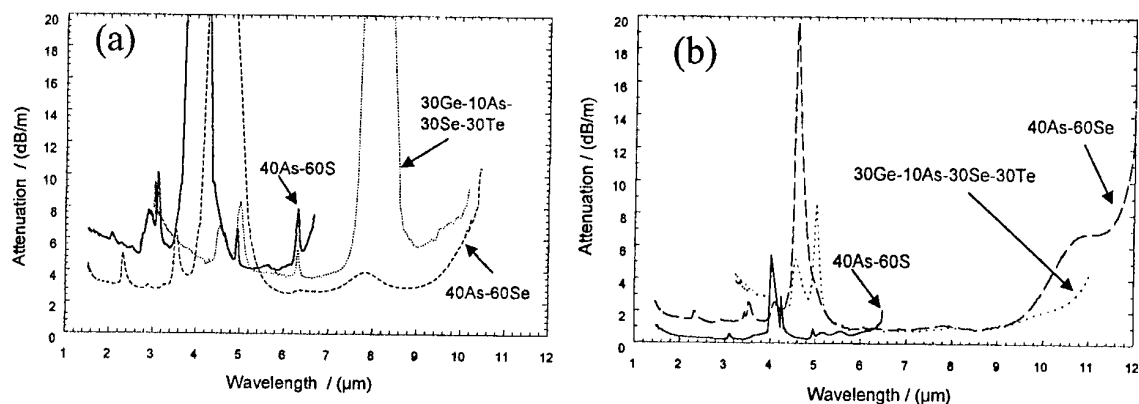 (a)
20
18
16
14
12
10
8
6
4
2
0
Attenuation / (dB/m)
30Ge-10As-
30Se-30Te
40As-60S
40As-60Se
1 2 3 4 5 6 7 8 9 10 11 12
Wavelength / (μm)
(b)
20
18
16
14
12
10
8
6
4
2
0
Attenuation / (dB/m)
40As-60Se
30Ge-10As-30Se-30Te
40As-60S
1 2 3 4 5 6 7 8 9 10 11 12
Wavelength / (μm)